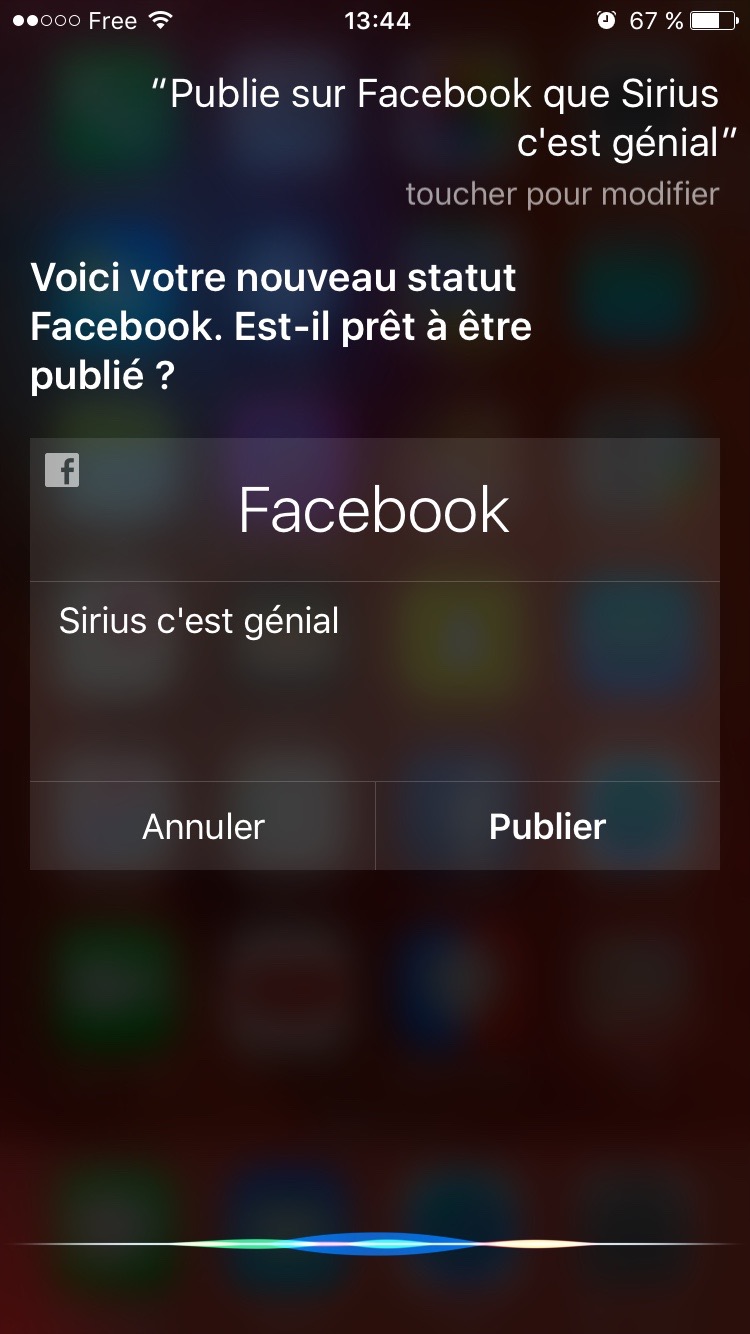 Free 13:44 67 %
“Publie sur Facebook que Sirius
c'est génial”
toucher pour modifier
Voici votre nouveau statut
Facebook. Est-il prêt à être
publié ?
f
Facebook
Sirius c'est génial
Annuler Publier